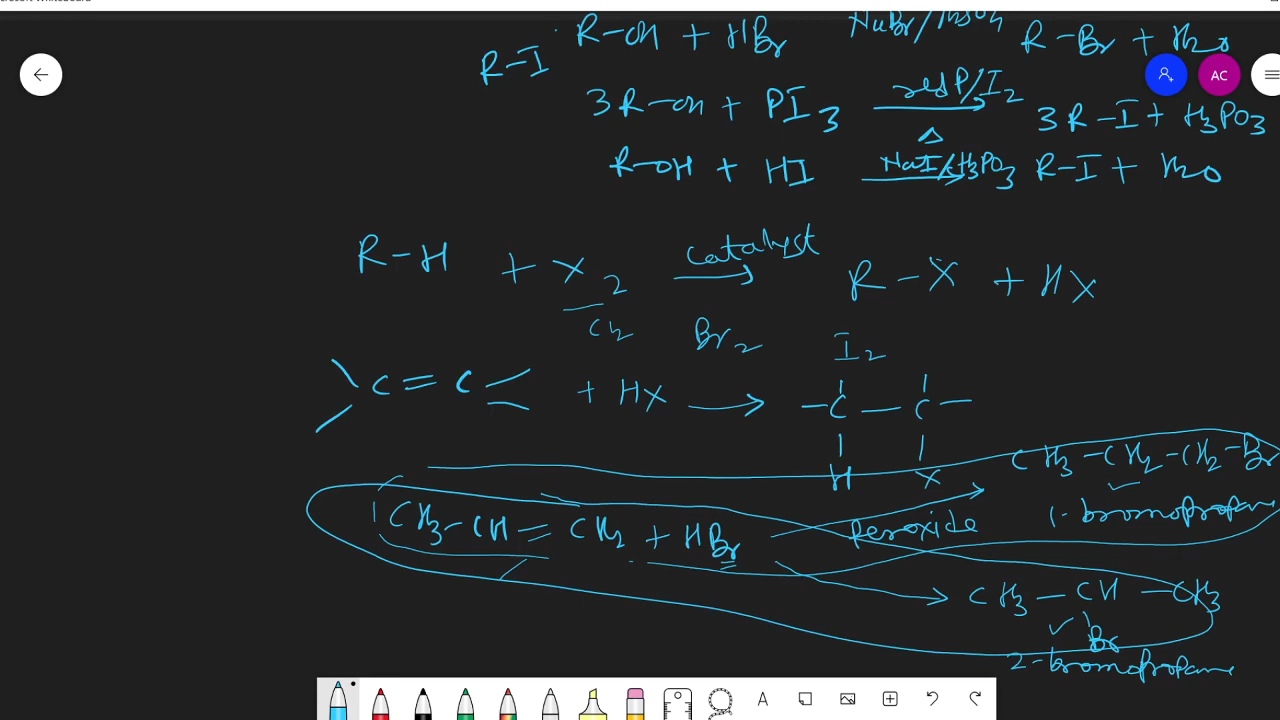 R-OH + HBr NaBr/H2SO4 R-Br + H2O
R-I
AC
3R-OH + PI3 red P/I2 3R-I + H3PO3
Δ
R-OH + HI NaI/H3PO3 R-I + H2O
R-H + X2 catalyst R-X + HX
Cl2 Br2 I2
C = C + HX -C-C-
H X
CH3-CH2-CH2-Br
1-bromopropane
CH3-CH=CH2 + HBr Peroxide
CH3-CH-CH3
Br
2-bromopropane
A